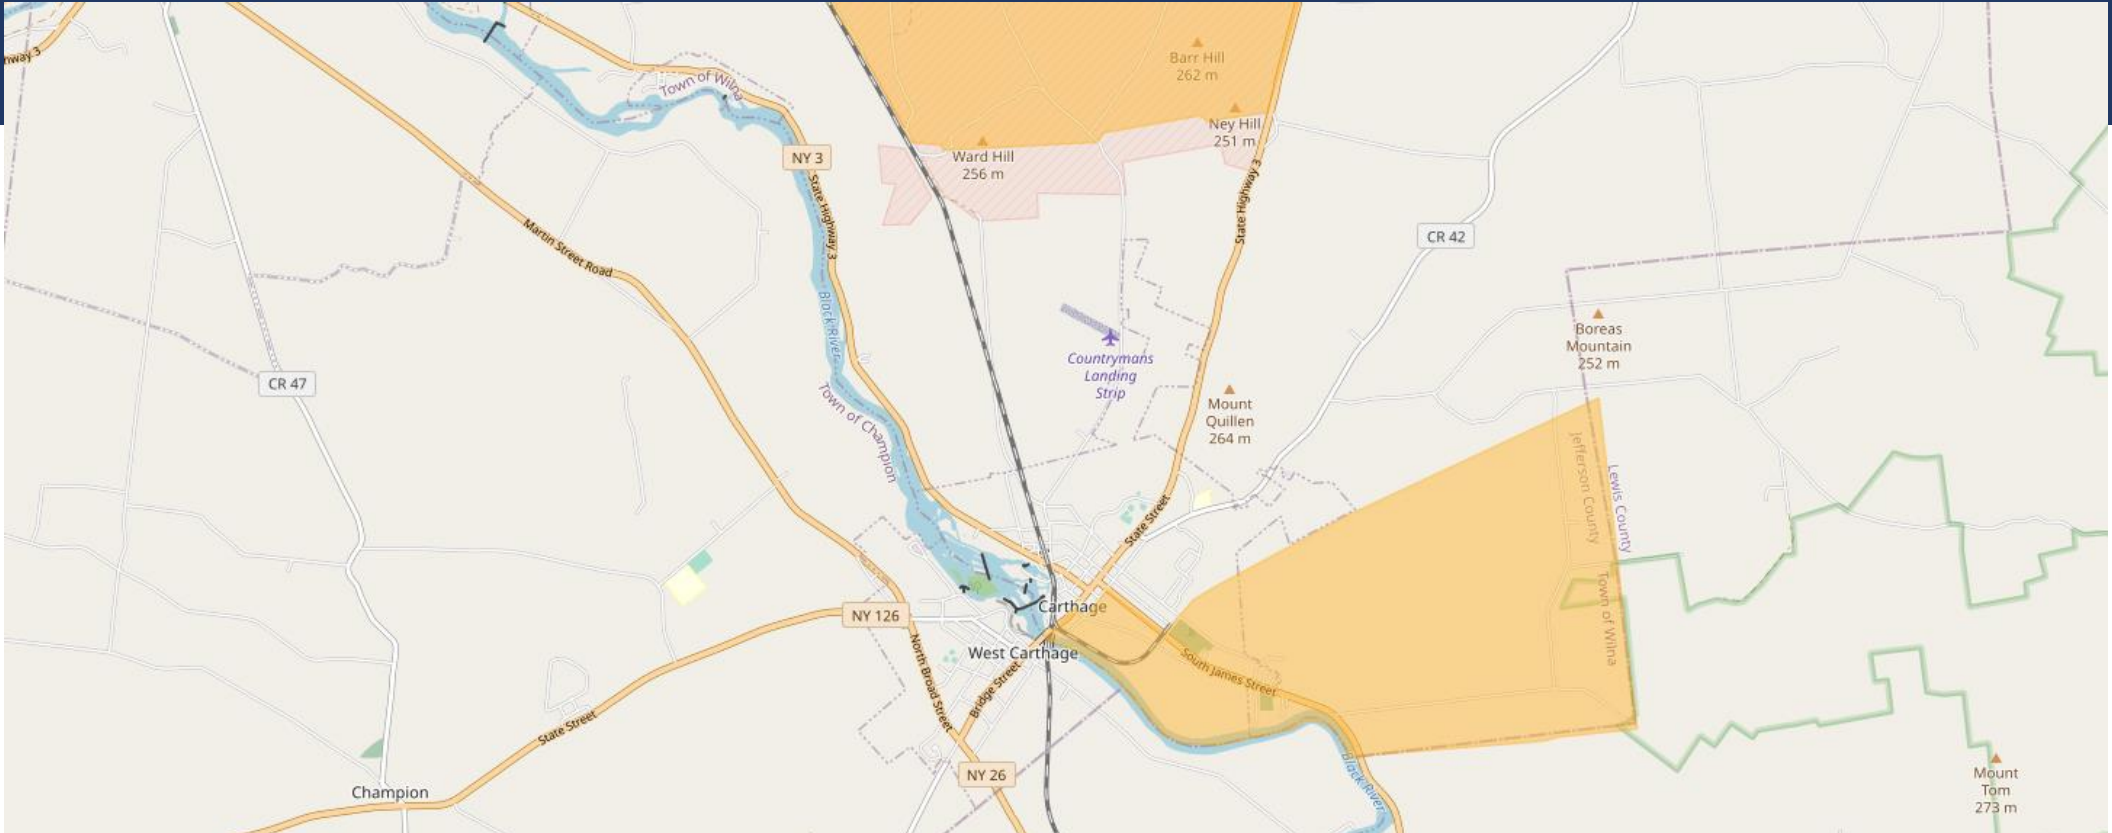 Barr Hill
262 m
nway 3
Town of Wilna
Ney Hill
251 m
NY 3
Ward Hill
256 m
State Highway 3
State Highway 3
Martin Street Road
CR 42
Black River
Boreas
Mountain
252 m
Countrymans
Landing
Strip
CR 47
Town of Champion
Mount
Quillen
264 m
Jefferson County
Lewis County
State Street
Town of Wilna
Carthage
NY 126
West Carthage
South James Street
North Broad Street
Bridge Street
State Street
Black River
NY 26
Mount
Tom
273 m
Champion